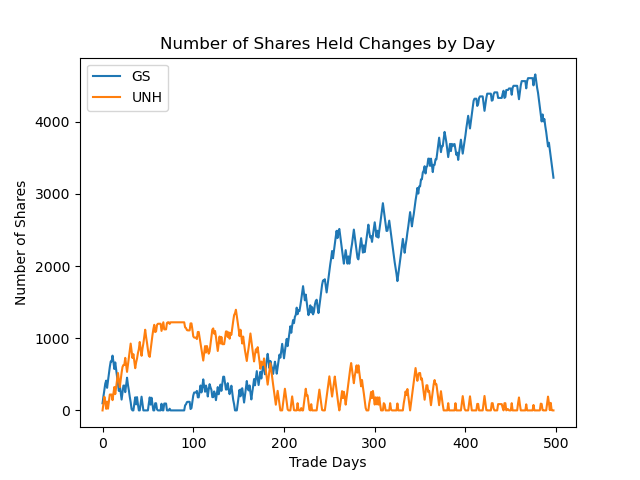 Number of Shares Held Changes by Day
GS
UNH
Number of Shares
4000
3000
2000
1000
0
0 100 200 300 400 500
Trade Days